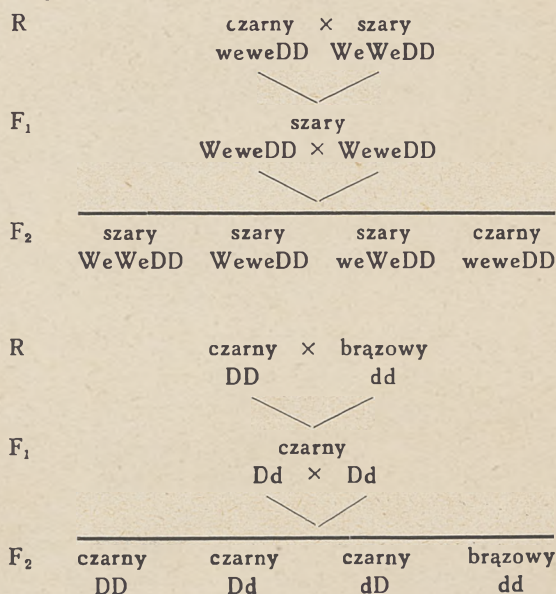 R czarny × szary
weweDD WeWeDD
F₁ szary
WeweDD × WeweDD
F₂ szary szary szary czarny
WeWeDD WeweDD weWeDD weweDD
R czarny × brązowy
DD dd
F₁ czarny
Dd × Dd
F₂ czarny czarny czarny brązowy
DD Dd dD dd